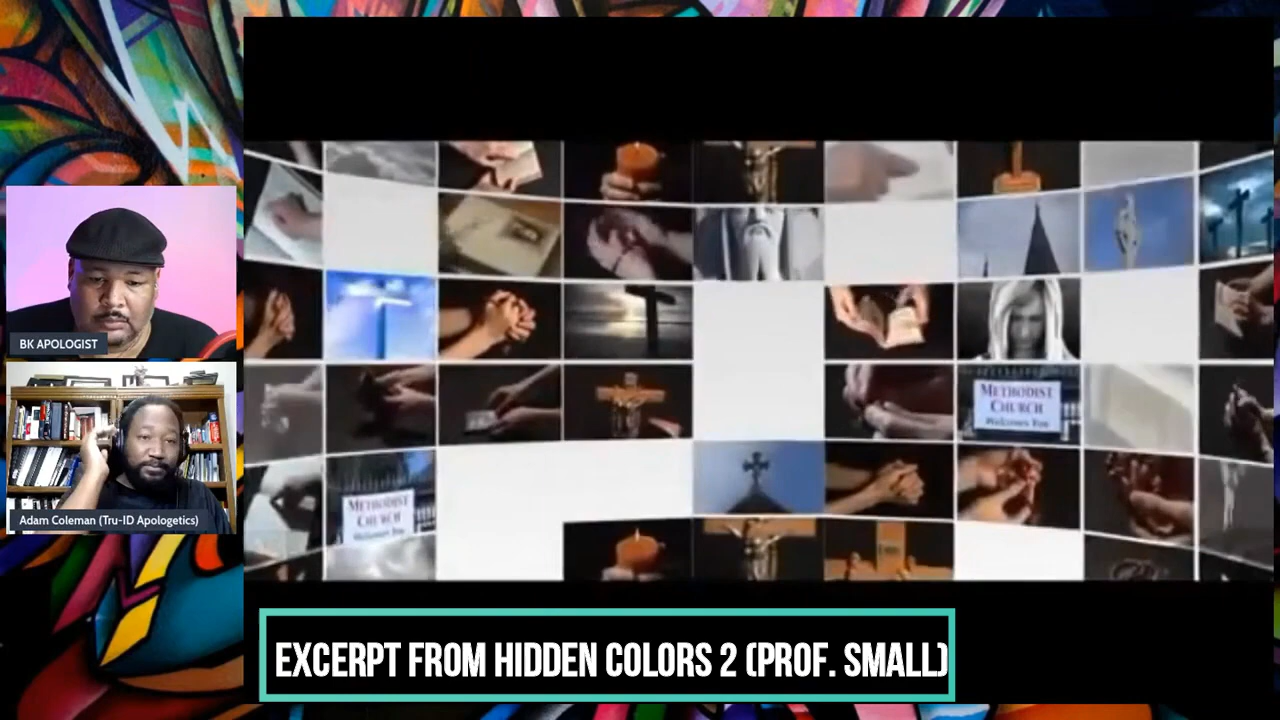 BK APOLOGIST
Adam Coleman (Tru-ID Apologetics)
METHODIST
CHURCH
Welcomes You
METHODIST
CHURCH
Welcomes You
EXCERPT FROM HIDDEN COLORS 2 (PROF. SMALL)